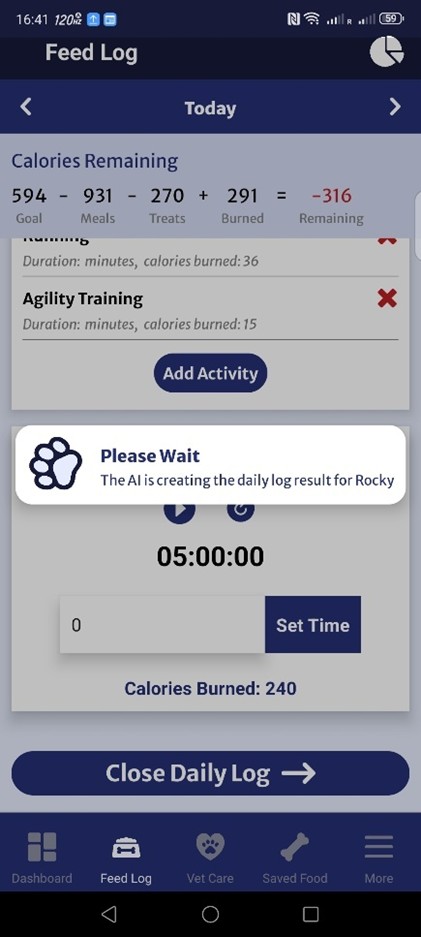 16:41 120Hz 59
Feed Log
Today
Calories Remaining
594 - 931 - 270 + 291 = -316
Goal Meals Treats Burned Remaining
Running
Duration: minutes, calories burned:36
Agility Training
Duration: minutes, calories burned:15
Add Activity
Please Wait
The AI is creating the daily log result for Rocky
05:00:00
0 Set Time
Calories Burned: 240
Close Daily Log
Dashboard Feed Log Vet Care Saved Food More